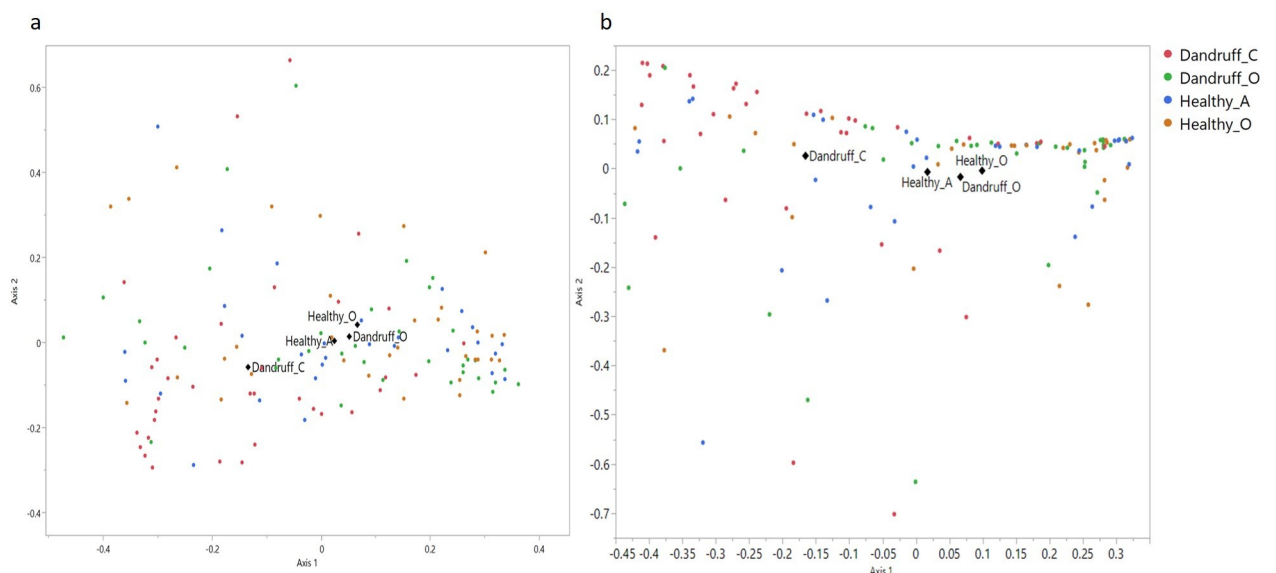 a
b
0.6
0.4
0.2
0
-0.2
-0.4
Axis 2
Healthy_O
Healthy_A
Dandruff_O
Dandruff_C
-0.4
-0.2
0
0.2
0.4
Axis 1
0.2
0.1
0
-0.1
-0.2
-0.3
-0.4
-0.5
-0.6
-0.7
Axis 2
Dandruff_C
Healthy_O
Healthy_A
Dandruff_O
-0.45
-0.4
-0.35
-0.3
-0.25
-0.2
-0.15
-0.1
-0.05
0
0.05
0.1
0.15
0.2
0.25
0.3
Axis 1
Dandruff_C
Dandruff_O
Healthy_A
Healthy_O